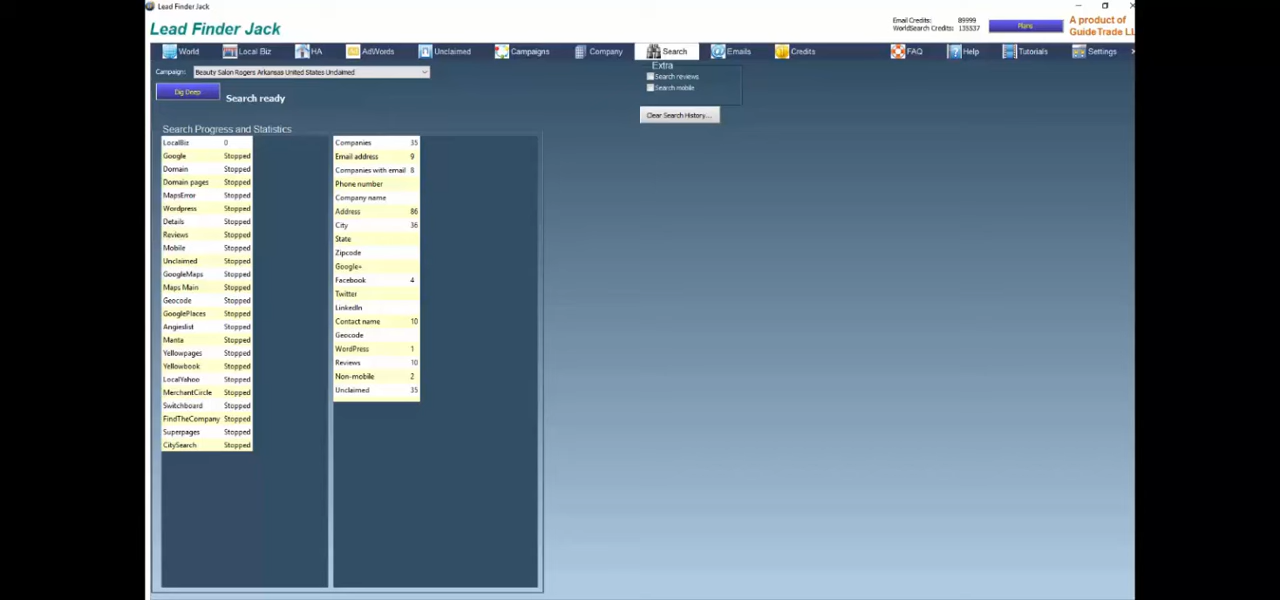 Lead Finder Jack
Lead Finder Jack
Email Credits: 89999
WorldSearch Credits: 135537
A product of
GuideTrade LL
World Local Biz HA AdWords Unclaimed Campaigns Company Search Emails Credits FAQ Help Tutorials Settings
Campaign: Beauty Salon Rogers Arkansas United States Unclaimed
Extra
Search reviews
Search mobile
Dig Deep
Search ready
Clear Search History...
Search Progress and Statistics
LocalBiz 0
Google Stopped
Domain Stopped
Domain pages Stopped
MapsError Stopped
Wordpress Stopped
Details Stopped
Reviews Stopped
Mobile Stopped
Unclaimed Stopped
GoogleMaps Stopped
Maps Main Stopped
Geocode Stopped
GooglePlaces Stopped
Angieslist Stopped
Manta Stopped
Yellowpages Stopped
Yellowbook Stopped
LocalYahoo Stopped
MerchantCircle Stopped
Switchboard Stopped
FindTheCompany Stopped
Superpages Stopped
CitySearch Stopped
Companies 35
Email address 9
Companies with email 8
Phone number
Company name
Address 86
City 36
State
Zipcode
Google+
Facebook 4
Twitter
LinkedIn
Contact name 10
Geocode
WordPress 1
Reviews 10
Non-mobile 2
Unclaimed 35